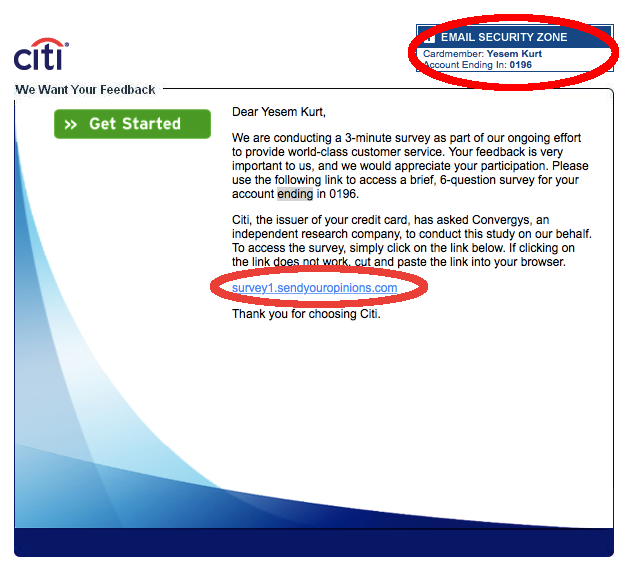 citi®
EMAIL SECURITY ZONE
Cardmember: Yesem Kurt
Account Ending In: 0196
We Want Your Feedback
>> Get Started
Dear Yesem Kurt,
We are conducting a 3-minute survey as part of our ongoing effort
to provide world-class customer service. Your feedback is very
important to us, and we would appreciate your participation. Please
use the following link to access a brief, 6-question survey for your
account ending in 0196.
Citi, the issuer of your credit card, has asked Convergys, an
independent research company, to conduct this study on our behalf.
To access the survey, simply click on the link below. If clicking on
the link does not work, cut and paste the link into your browser.
survey1.sendyouropinions.com
Thank you for choosing Citi.